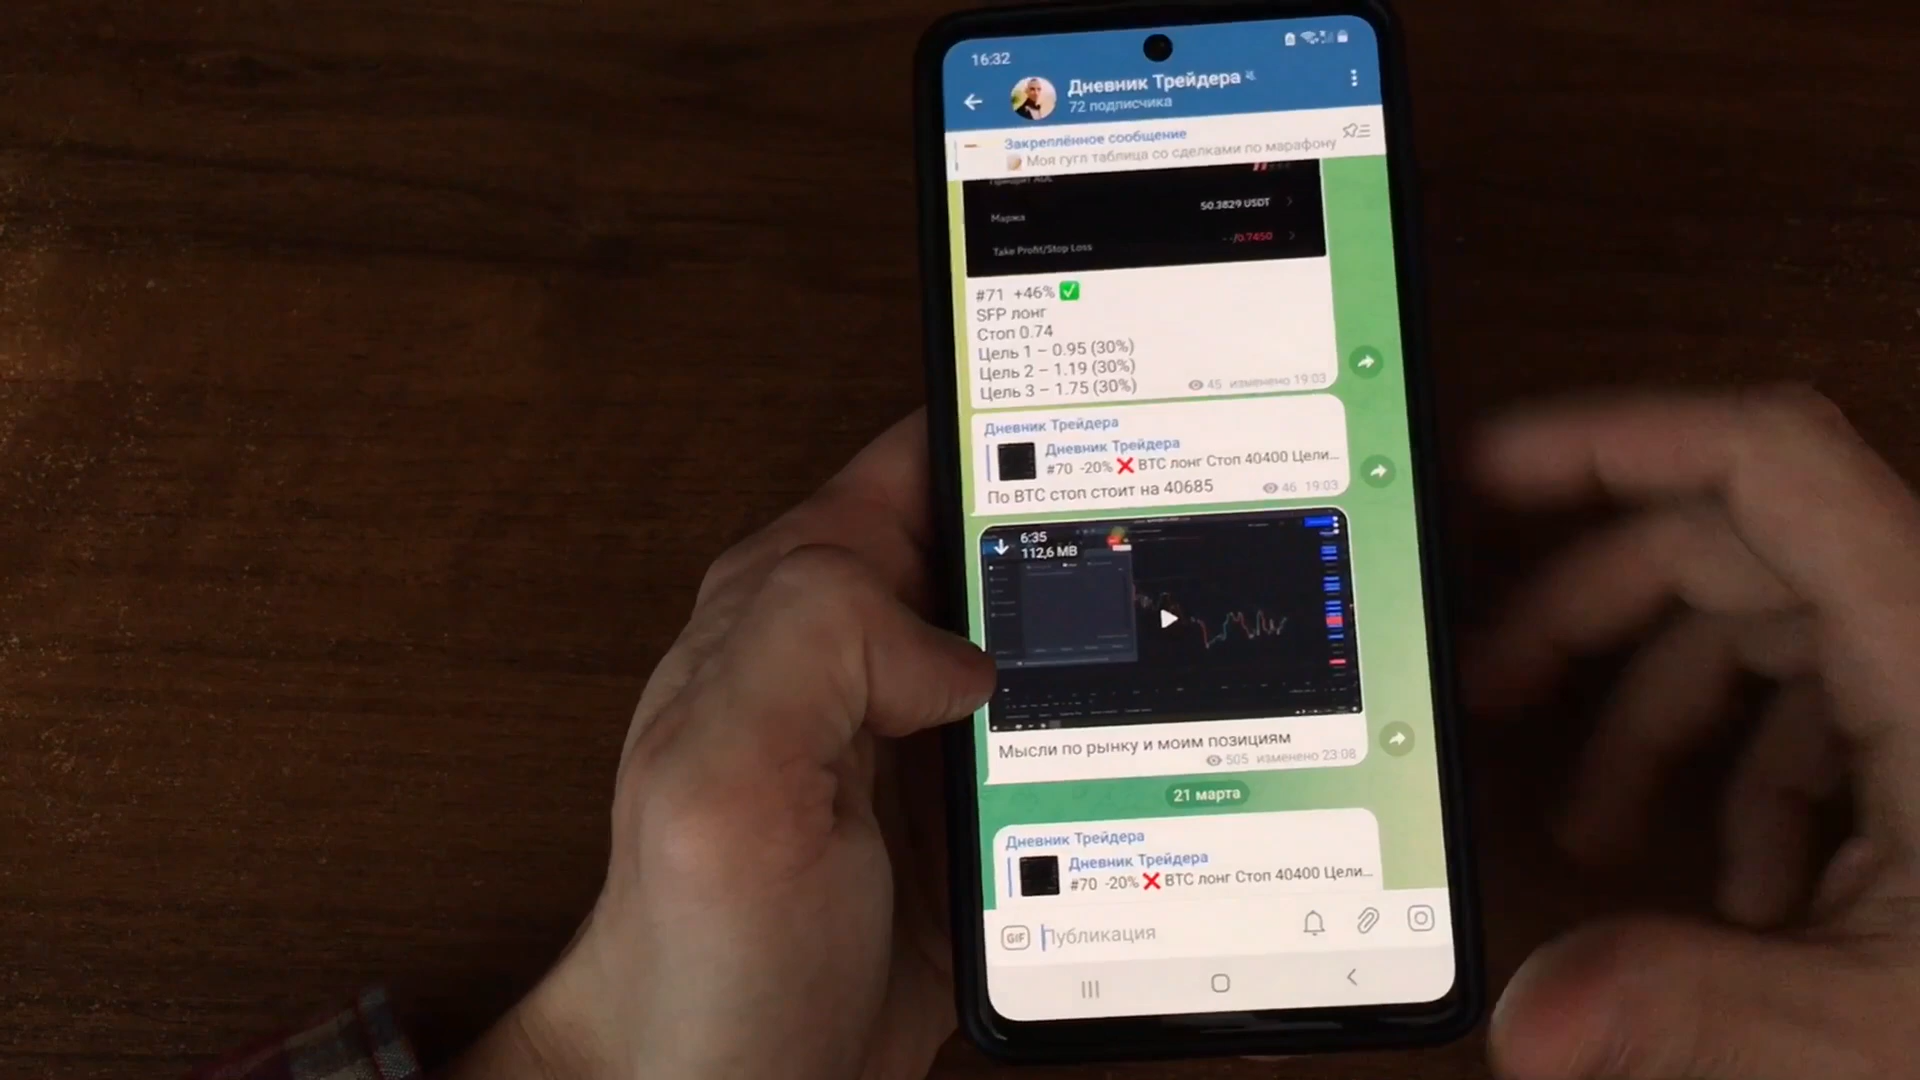 16:32
Дневник Трейдера
72 подписчика
Закреплённое сообщение
Моя гугл таблица со сделками по марафону
Маржа
50.3829 USDT
Take Profit/Stop Loss
--/0.7450
#71 +46% ✅
SFP лонг
Стоп 0.74
Цель 1 – 0.95 (30%)
Цель 2 – 1.19 (30%)
Цель 3 – 1.75 (30%)
45 изменено 19:03
Дневник Трейдера
Дневник Трейдера
#70 -20% ❌ BTC лонг Стоп 40400 Цели...
По BTC стоп стоит на 40685
46 19:03
6:35
112,6 MB
Мысли по рынку и моим позициям
505 изменено 23:08
21 марта
Дневник Трейдера
Дневник Трейдера
#70 -20% ❌ BTC лонг Стоп 40400 Цели...
GIF
Публикация